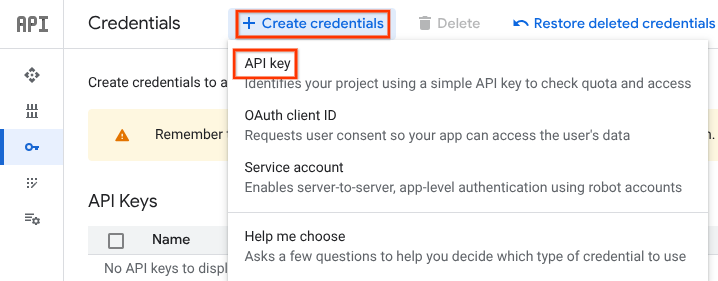 API
Credentials
+ Create credentials
Delete
Restore deleted credentials
API key
Identifies your project using a simple API key to check quota and access
Create credentials to a
OAuth client ID
Requests user consent so your app can access the user's data
Remember
Service account
Enables server-to-server, app-level authentication using robot accounts
API Keys
Help me choose
Asks a few questions to help you decide which type of credential to use
Name
No API keys to displ